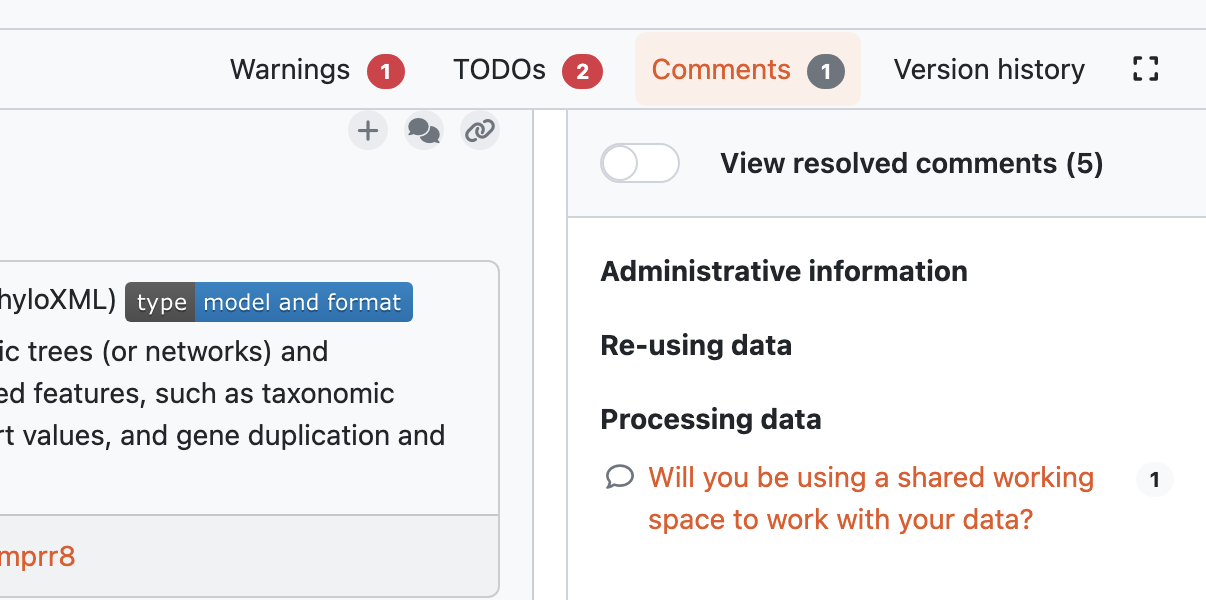 Warnings 1 TODOs 2 Comments 1 Version history
View resolved comments (5)
hyloXML) type model and format
ic trees (or networks) and
ed features, such as taxonomic
rt values, and gene duplication and
mprr8
Administrative information
Re-using data
Processing data
Will you be using a shared working 1
space to work with your data?